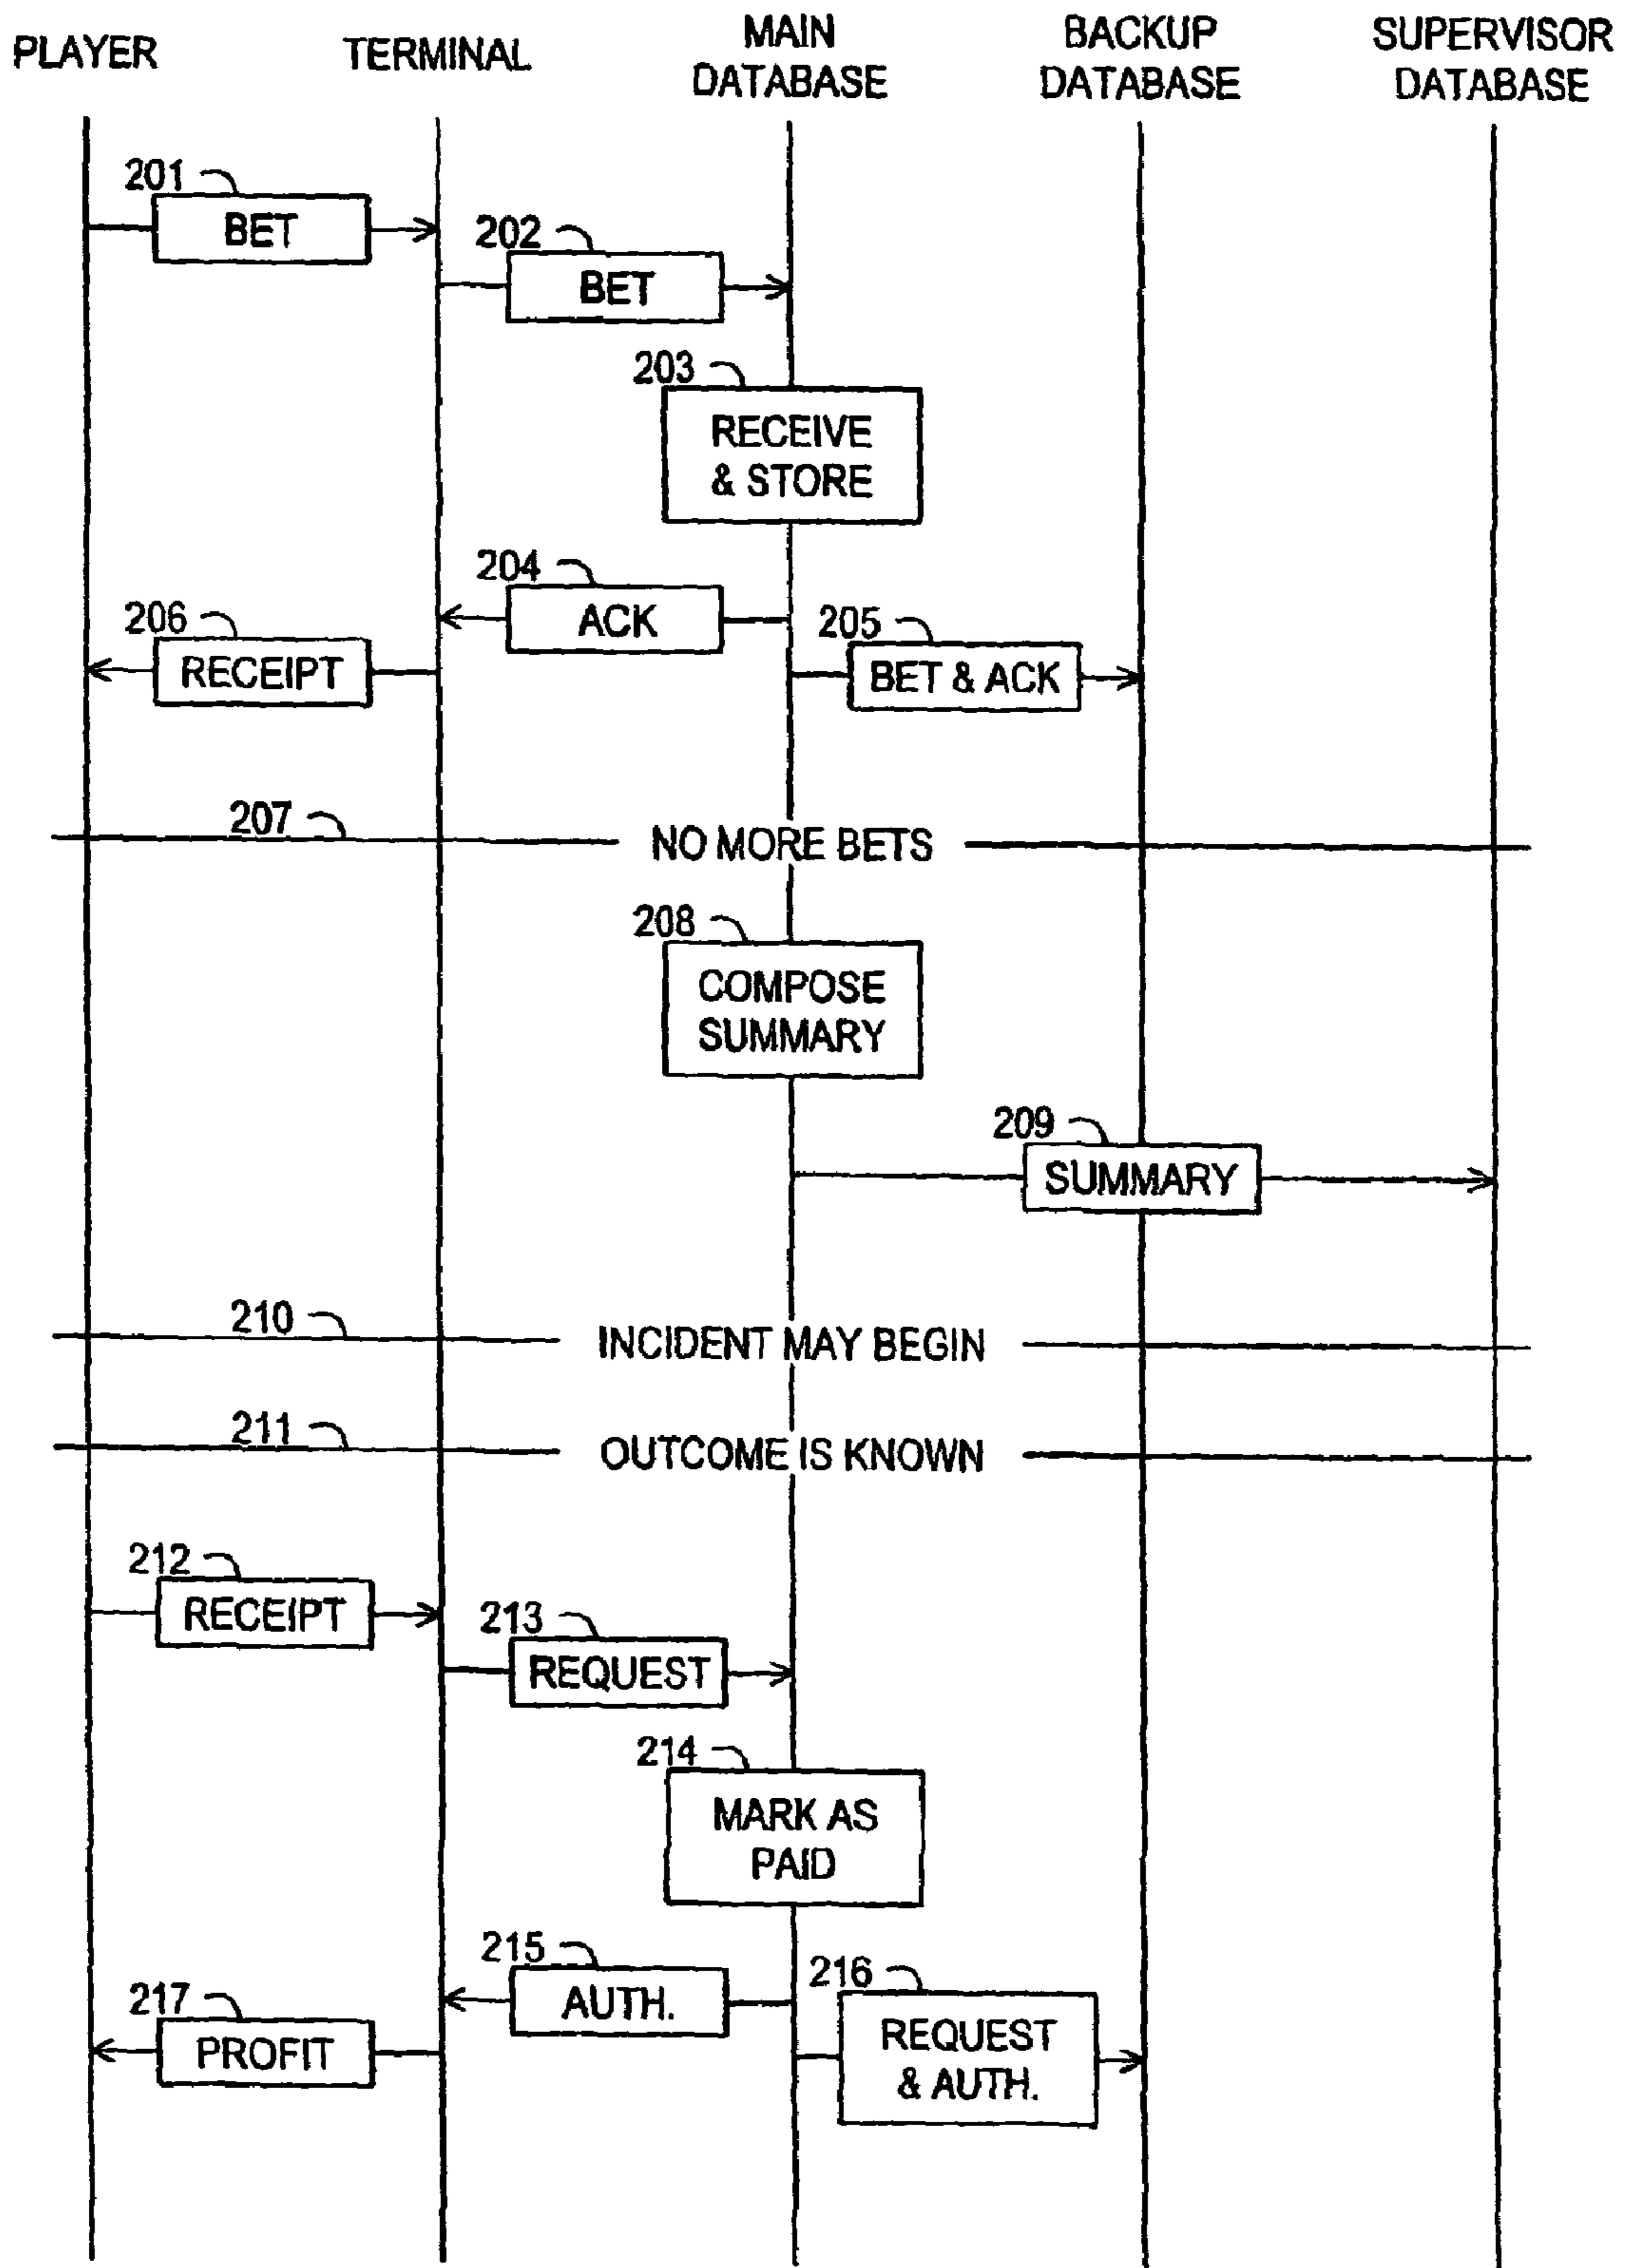 PLAYER
TERMINAL
MAIN
DATABASE
BACKUP
DATABASE
SUPERVISOR
DATABASE
201
BET
202
BET
203
RECEIVE
& STORE
204
ACK
205
BET & ACK
206
RECEIPT
207
NO MORE BETS
208
COMPOSE
SUMMARY
209
SUMMARY
210
INCIDENT MAY BEGIN
211
OUTCOME IS KNOWN
212
RECEIPT
213
REQUEST
214
MARK AS
PAID
215
AUTH.
216
REQUEST
& AUTH.
217
PROFIT